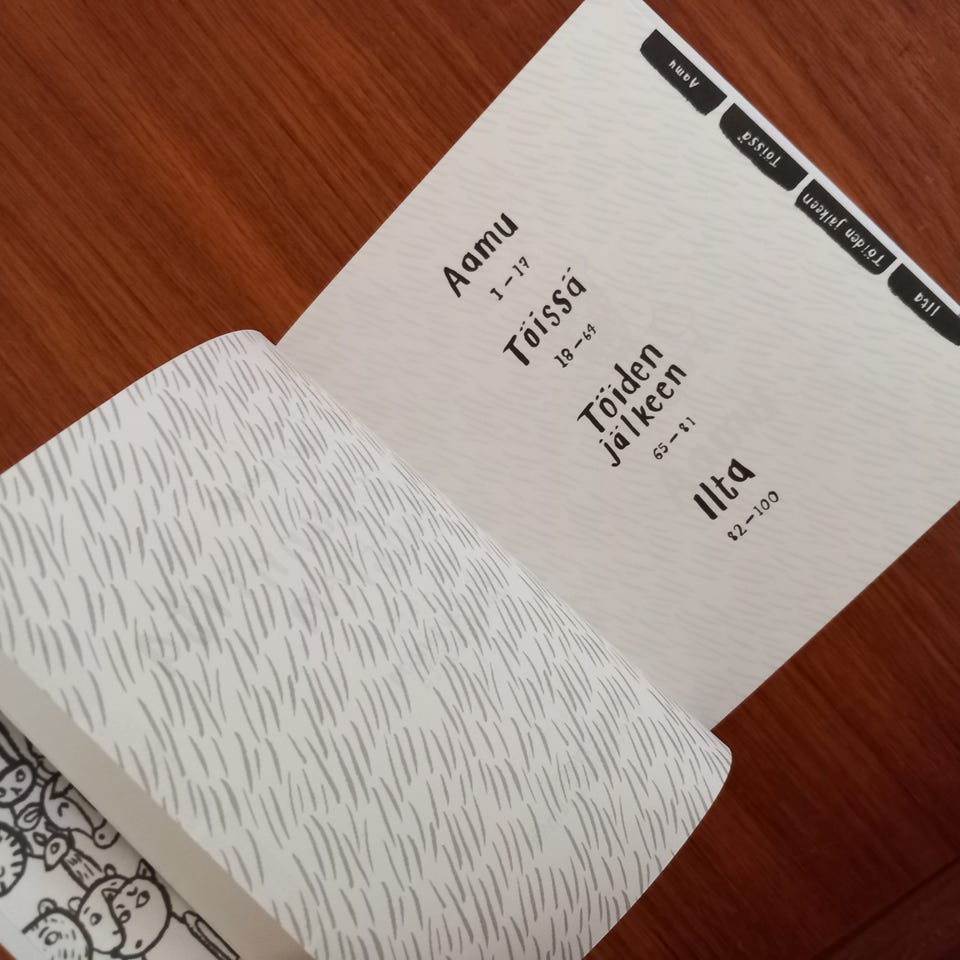 Aamu
1–17
Töissä
18–64
Töiden
jälkeen
65–81
Ilta
82–100
Aamu
Töissä
Töiden jälkeen
Ilta